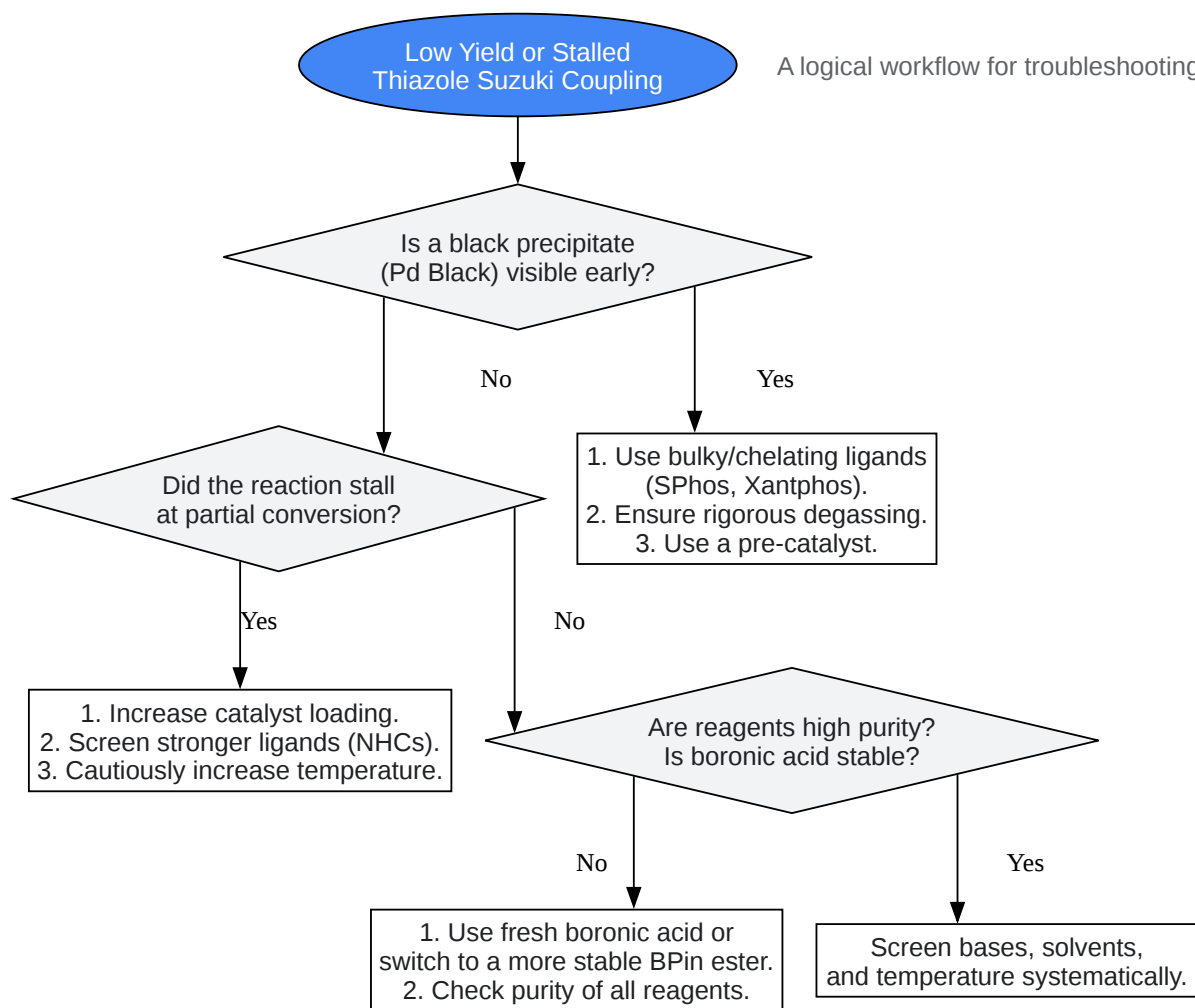 Low Yield or Stalled
Thiazole Suzuki Coupling
A logical workflow for troubleshooting
Is a black precipitate
(Pd Black) visible early?
No
Yes
Did the reaction stall
at partial conversion?
1. Use bulky/chelating ligands
(SPhos, Xantphos).
2. Ensure rigorous degassing.
3. Use a pre-catalyst.
Yes
No
1. Increase catalyst loading.
2. Screen stronger ligands (NHCs).
3. Cautiously increase temperature.
Are reagents high purity?
Is boronic acid stable?
No
Yes
1. Use fresh boronic acid or
switch to a more stable BPin ester.
2. Check purity of all reagents.
Screen bases, solvents,
and temperature systematically.